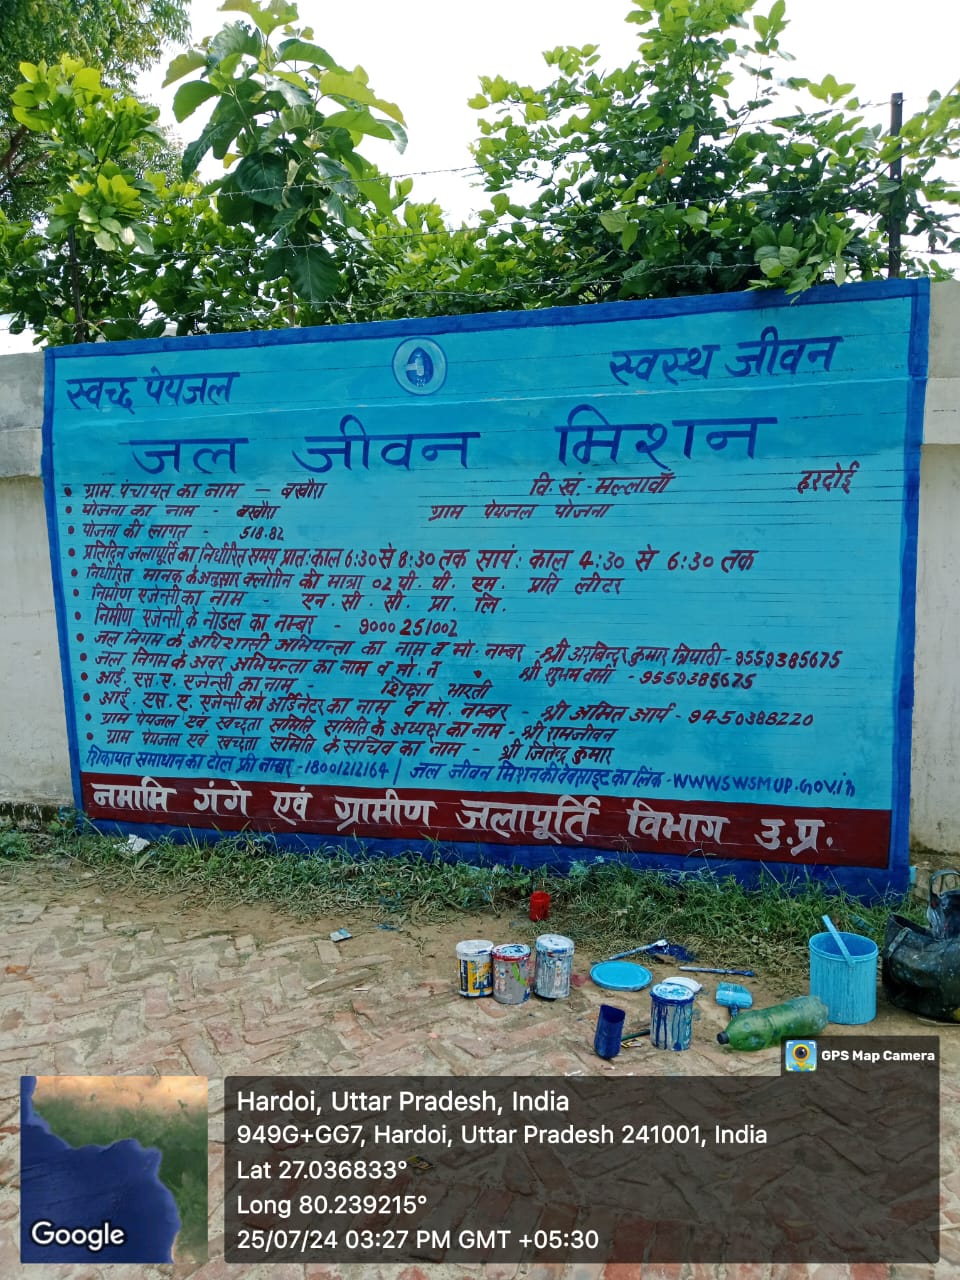 स्वच्छ पेयजल
स्वस्थ जीवन
जल जीवन मिशन
• ग्राम पंचायत का नाम - बखौरा वि.ख.-मल्लावाँ हरदोई
• योजना का नाम - बखौरा ग्राम पेयजल योजना
• योजना की लागत - 518.82
• प्रतिदिन जलापूर्ति का निर्धारित समय प्रातः काल 6:30 से 8:30 तक सायं: काल 4:30 से 6:30 तक
• निर्धारित मानक के अनुसार क्लोरीन की मात्रा 02 पी. पी. एम. प्रति लीटर
• निर्माण एजेन्सी का नाम - एन. सी. सी. प्रा. लि.
• निर्माण एजेन्सी के नोडल का नम्बर - 9000251002
• जल निगम के अधिशासी अभियन्ता का नाम व मो. नम्बर - श्री अरबिन्द कुमार त्रिपाठी - 9559385675
• जल निगम के अवर अभियन्ता का नाम व मो. न श्री शुभम वर्मा - 9559385675
• आई. एस. ए. एजेन्सी का नाम - शिक्षा भारती
• आई. एस. ए. एजेन्सी को आर्डिनेटर का नाम व मो. नम्बर - श्री अमित आर्य - 9450388220
• ग्राम पेयजल एवं स्वच्छता समिति समिति के अध्यक्ष का नाम - श्री रामजीवन
• ग्राम पेयजल एवं स्वच्छता समिति के सचिव का नाम - श्री जितेन्द्र कुमार
शिकायत समाधान का टोल फ्री नम्बर - 18001212164 / जल जीवन मिशन की वेबसाइट का लिंक - WWW.SWSMUP.GOV.in
नमामि गंगे एवं ग्रामीण जलापूर्ति विभाग उ.प्र.
GPS Map Camera
Hardoi, Uttar Pradesh, India
949G+GG7, Hardoi, Uttar Pradesh 241001, India
Lat 27.036833°
Long 80.239215°
25/07/24 03:27 PM GMT +05:30
Google